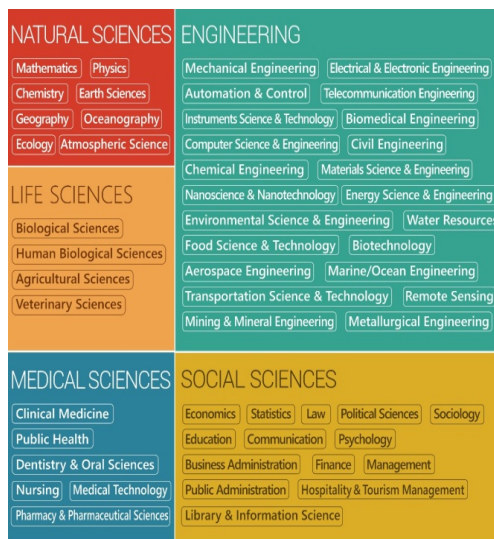 NATURAL SCIENCES
Mathematics Physics
Chemistry Earth Sciences
Geography Oceanography
Ecology Atmospheric Science
ENGINEERING
Mechanical Engineering Electrical & Electronic Engineering
Automation & Control Telecommunication Engineering
Instruments Science & Technology Biomedical Engineering
Computer Science & Engineering Civil Engineering
Chemical Engineering Materials Science & Engineering
Nanoscience & Nanotechnology Energy Science & Engineering
Environmental Science & Engineering Water Resources
Food Science & Technology Biotechnology
Aerospace Engineering Marine/Ocean Engineering
Transportation Science & Technology Remote Sensing
Mining & Mineral Engineering Metallurgical Engineering
LIFE SCIENCES
Biological Sciences
Human Biological Sciences
Agricultural Sciences
Veterinary Sciences
MEDICAL SCIENCES
Clinical Medicine
Public Health
Dentistry & Oral Sciences
Nursing Medical Technology
Pharmacy & Pharmaceutical Sciences
SOCIAL SCIENCES
Economics Statistics Law Political Sciences Sociology
Education Communication Psychology
Business Administration Finance Management
Public Administration Hospitality & Tourism Management
Library & Information Science